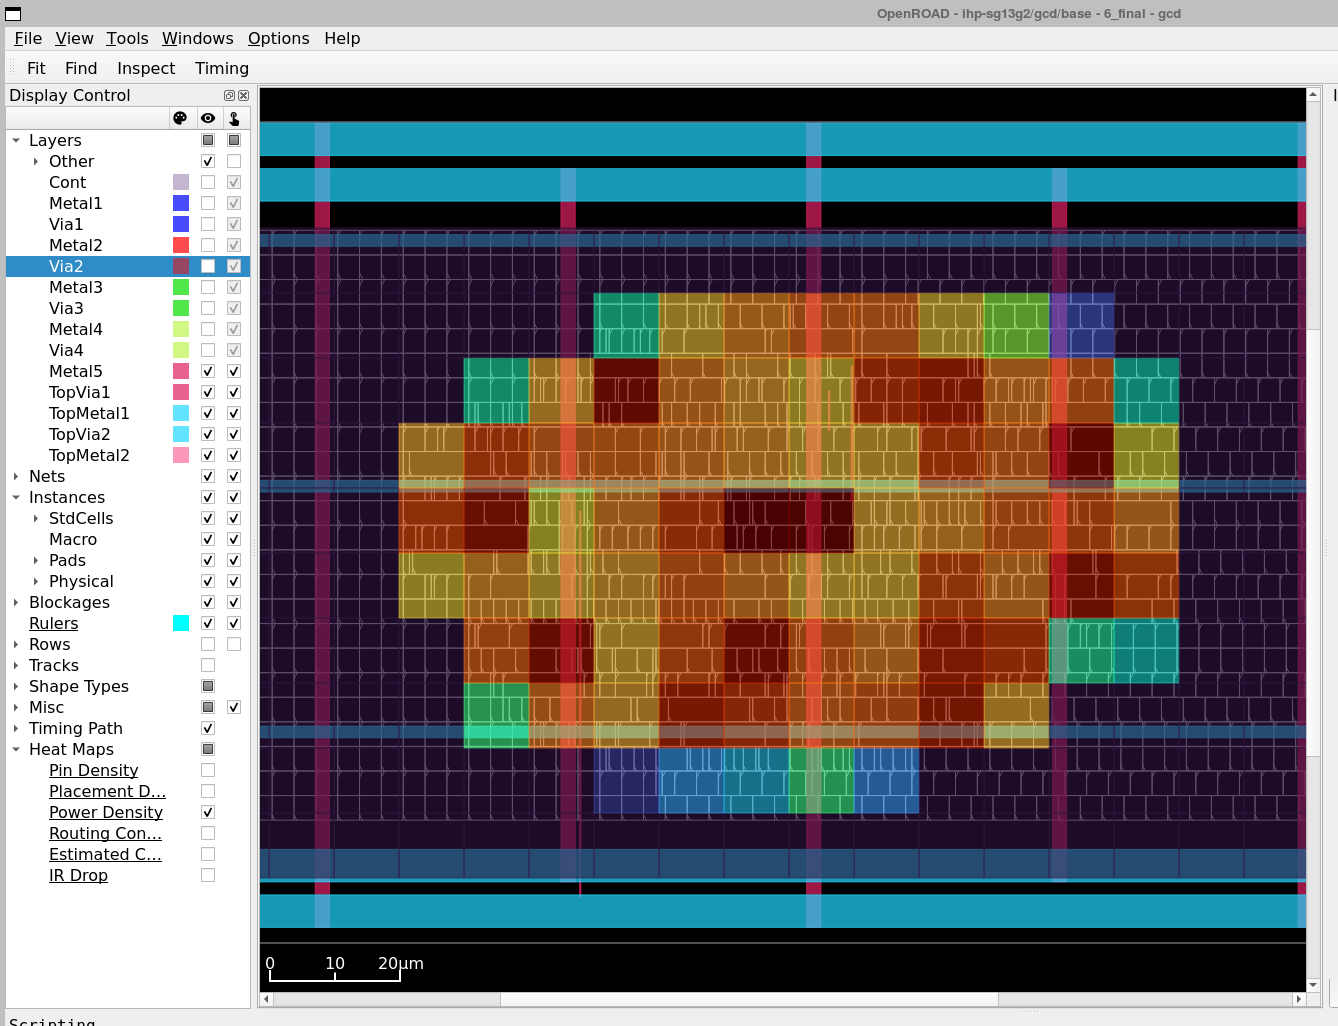 OpenROAD - ihp-sg13g2/gcd/base - 6_final - gcd
File View Tools Windows Options Help
Fit Find Inspect Timing
Display Control
Layers
Other
Cont
Metal1
Via1
Metal2
Via2
Metal3
Via3
Metal4
Via4
Metal5
TopVia1
TopMetal1
TopVia2
TopMetal2
Nets
Instances
StdCells
Macro
Pads
Physical
Blockages
Rulers
Rows
Tracks
Shape Types
Misc
Timing Path
Heat Maps
Pin Density
Placement D...
Power Density
Routing Con...
Estimated C...
IR Drop
0 10 20μm
Scripting